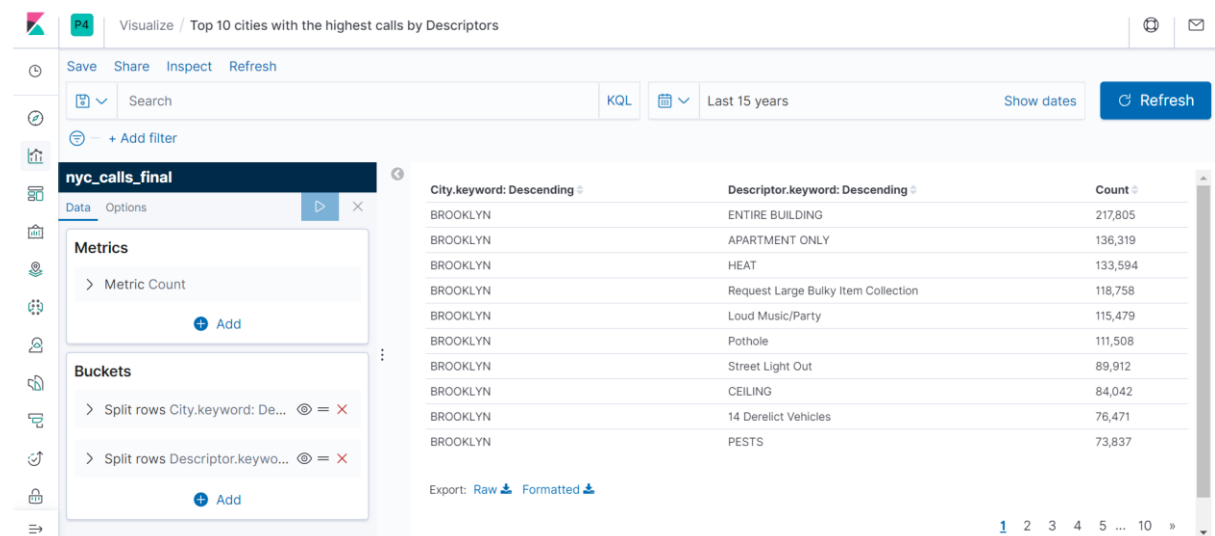 P4 Visualize / Top 10 cities with the highest calls by Descriptors
Save Share Inspect Refresh
Search KQL Last 15 years Show dates Refresh
+ Add filter
nyc_calls_final
Data Options
Metrics
Metric Count
Add
Buckets
Split rows City.keyword: De...
Split rows Descriptor.keywo...
Add
City.keyword: Descending Descriptor.keyword: Descending Count
BROOKLYN ENTIRE BUILDING 217,805
BROOKLYN APARTMENT ONLY 136,319
BROOKLYN HEAT 133,594
BROOKLYN Request Large Bulky Item Collection 118,758
BROOKLYN Loud Music/Party 115,479
BROOKLYN Pothole 111,508
BROOKLYN Street Light Out 89,912
BROOKLYN CEILING 84,042
BROOKLYN 14 Derelict Vehicles 76,471
BROOKLYN PESTS 73,837
Export: Raw Formatted
1 2 3 4 5 ... 10 »